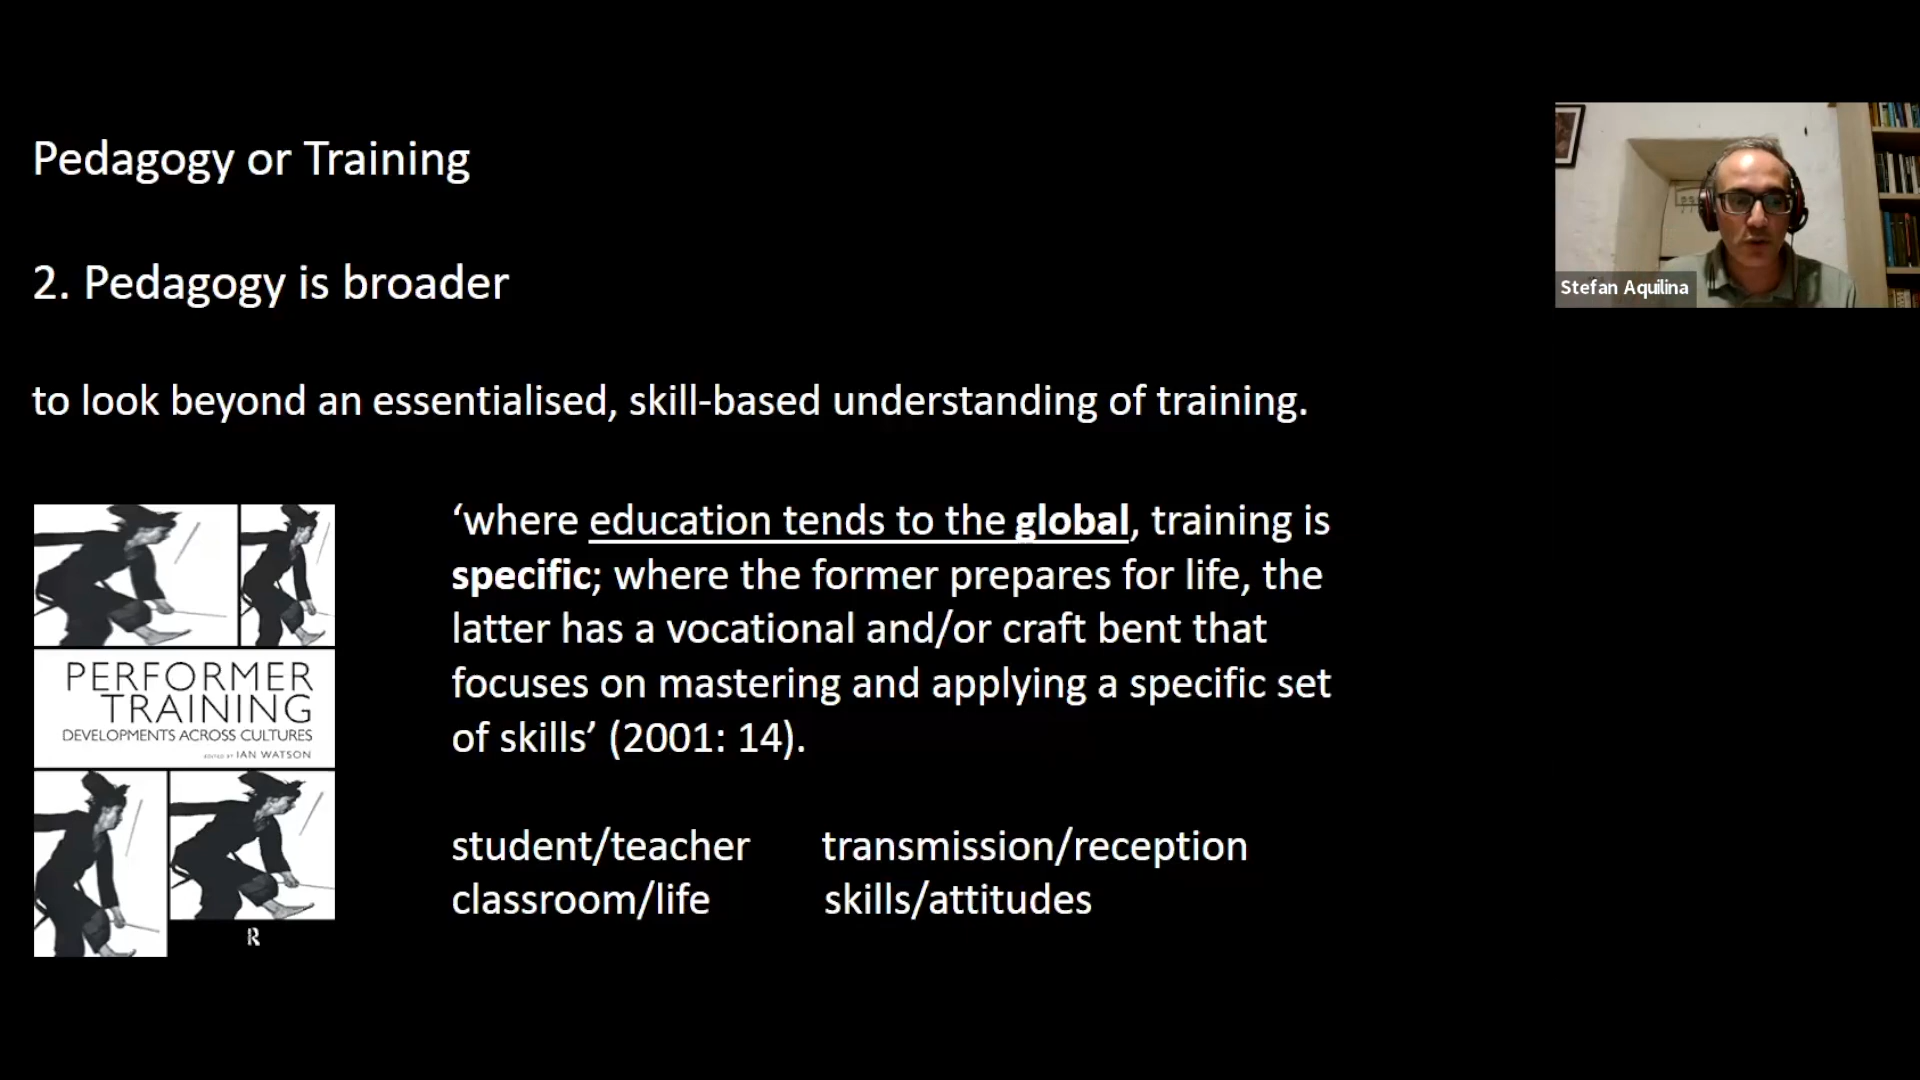 Pedagogy or Training
2. Pedagogy is broader
to look beyond an essentialised, skill-based understanding of training.
‘where education tends to the global, training is
specific; where the former prepares for life, the
latter has a vocational and/or craft bent that
focuses on mastering and applying a specific set
of skills’ (2001: 14).
student/teacher transmission/reception
classroom/life skills/attitudes
PERFORMER
TRAINING
DEVELOPMENTS ACROSS CULTURES
EDITED BY IAN WATSON
R
Stefan Aquilina